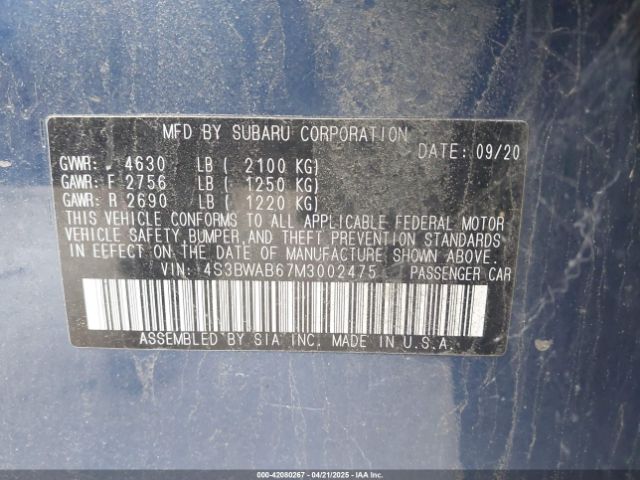 MFD BY SUBARU CORPORATION
DATE: 09/20
GVWR: 4630 LB ( 2100 KG)
GAWR: F 2756 LB ( 1250 KG)
GAWR: R 2690 LB ( 1220 KG)
THIS VEHICLE CONFORMS TO ALL APPLICABLE FEDERAL MOTOR
VEHICLE SAFETY, BUMPER, AND THEFT PREVENTION STANDARDS
IN EFFECT ON THE DATE OF MANUFACTURE SHOWN ABOVE.
VIN: 4S3BWAB67M3002475 PASSENGER CAR
ASSEMBLED BY SIA INC. MADE IN U.S.A.
000-42080267 - 04/21/2025 - IAAI.com